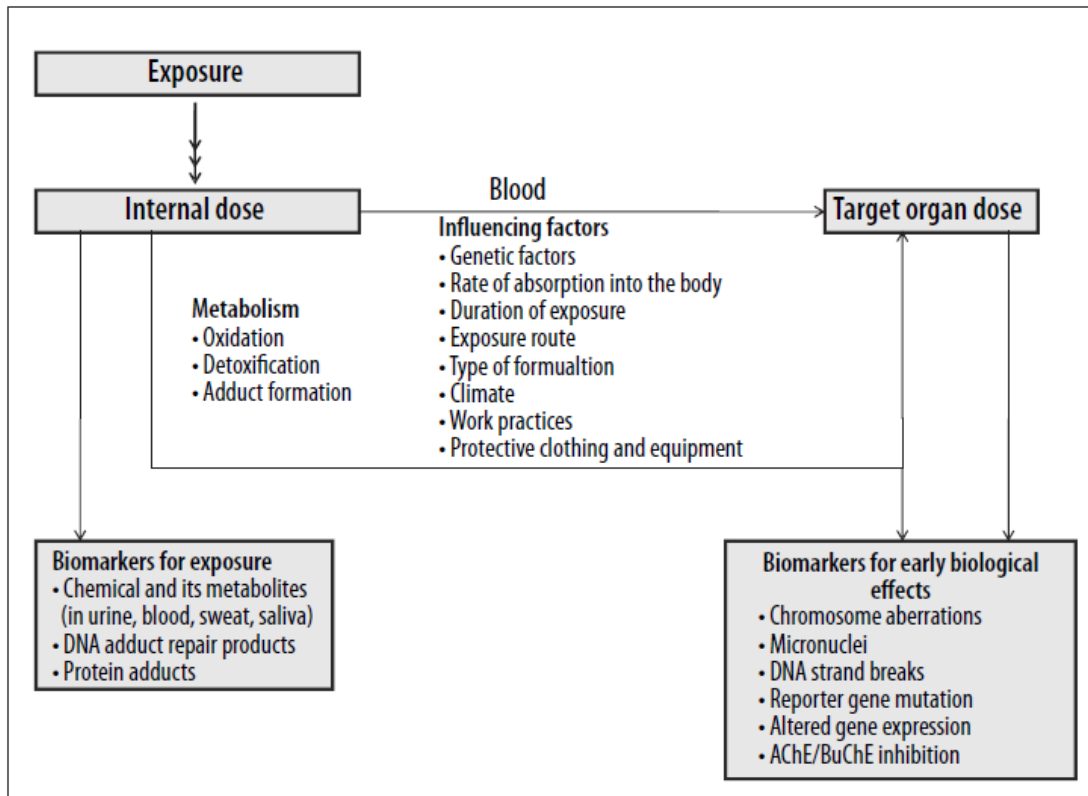 Exposure
Internal dose
Blood
Target organ dose
Influencing factors
• Genetic factors
• Rate of absorption into the body
• Duration of exposure
• Exposure route
• Type of formualtion
• Climate
• Work practices
• Protective clothing and equipment
Metabolism
• Oxidation
• Detoxification
• Adduct formation
Biomarkers for exposure
• Chemical and its metabolites
(in urine, blood, sweat, saliva)
• DNA adduct repair products
• Protein adducts
Biomarkers for early biological
effects
• Chromosome aberrations
• Micronuclei
• DNA strand breaks
• Reporter gene mutation
• Altered gene expression
• AChE/BuChE inhibition